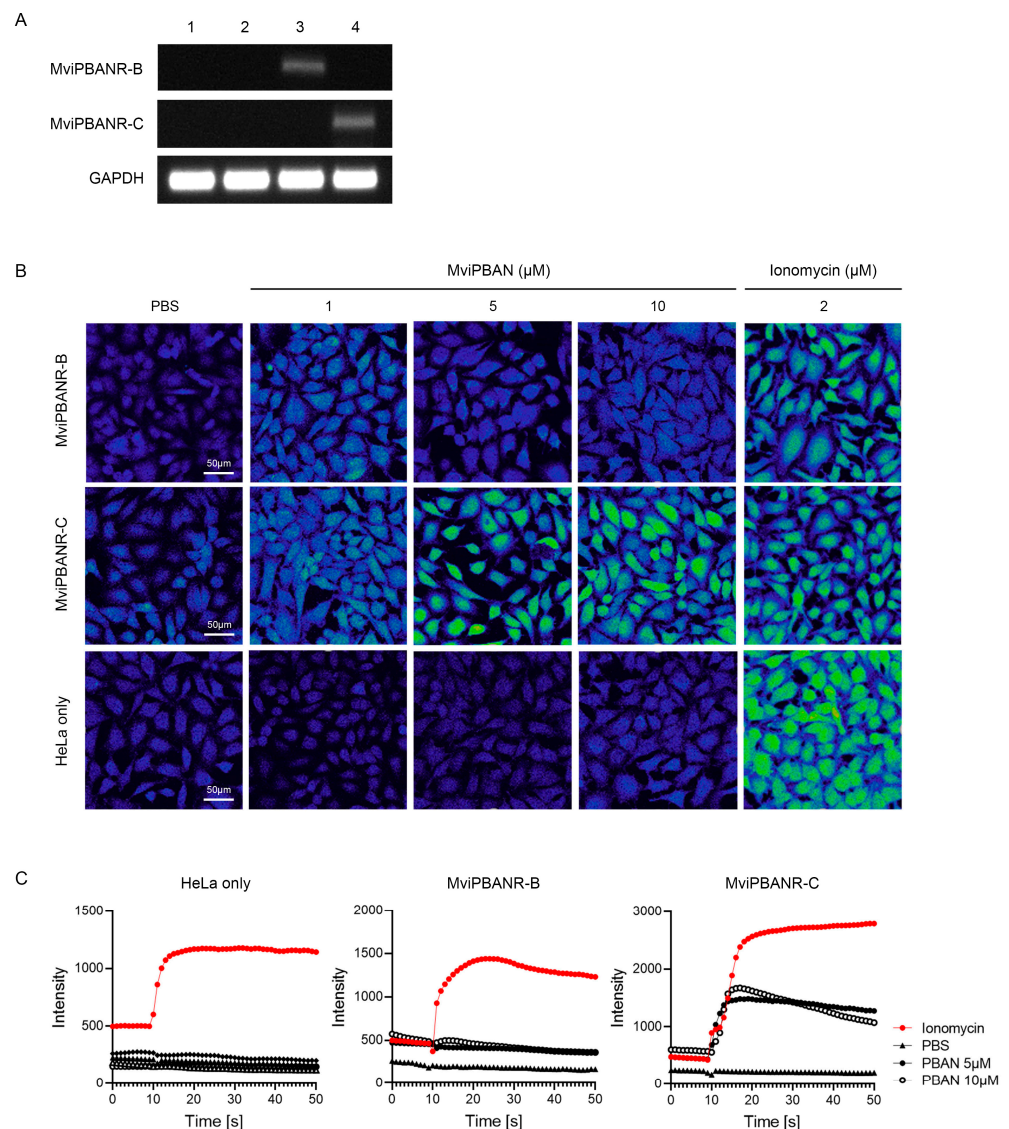 A
1 2 3 4
MviPBANR-B
MviPBANR-C
GAPDH
B
MviPBAN (µM)
Ionomycin (µM)
PBS
1
5
10
2
MviPBANR-B
50µm
MviPBANR-C
50µm
HeLa only
50µm
C
HeLa only
MviPBANR-B
MviPBANR-C
Intensity
1500
1000
500
0
0 10 20 30 40 50
Time [s]
Intensity
2000
1500
1000
500
0
0 10 20 30 40 50
Time [s]
Intensity
3000
2000
1000
0
0 10 20 30 40 50
Time [s]
Ionomycin
PBS
PBAN 5µM
PBAN 10µM